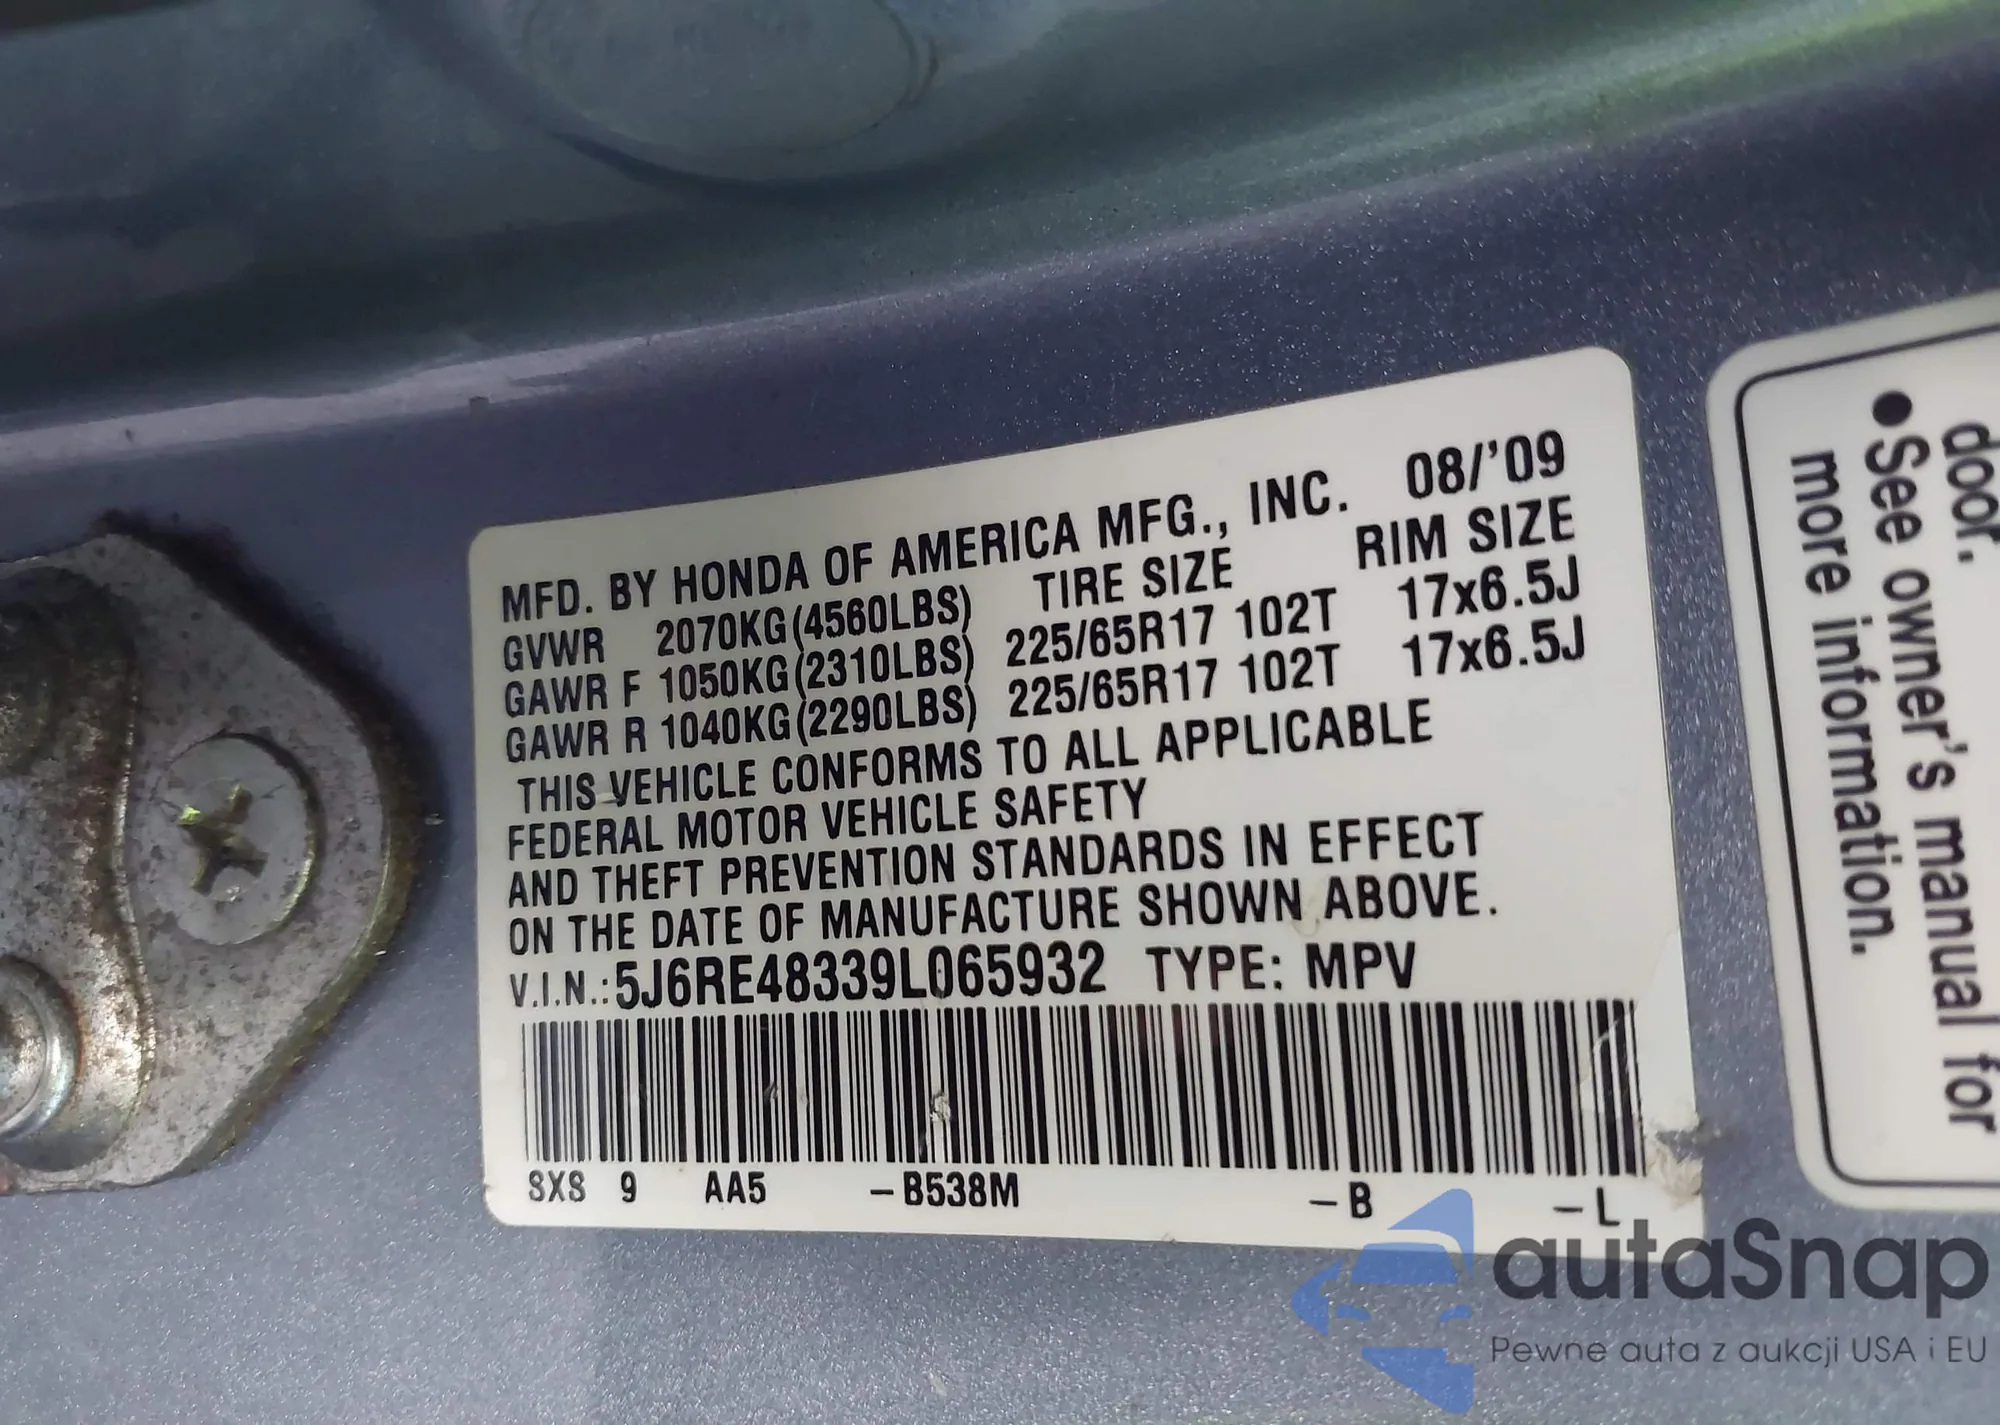 MFD. BY HONDA OF AMERICA MFG., INC. 08/'09
GVWR 2070KG(4560LBS) TIRE SIZE RIM SIZE
GAWR F 1050KG(2310LBS) 225/65R17 102T 17x6.5J
GAWR R 1040KG(2290LBS) 225/65R17 102T 17x6.5J
THIS VEHICLE CONFORMS TO ALL APPLICABLE
FEDERAL MOTOR VEHICLE SAFETY
AND THEFT PREVENTION STANDARDS IN EFFECT
ON THE DATE OF MANUFACTURE SHOWN ABOVE.
V.I.N.: 5J6RE48339L065932 TYPE: MPV
SXS 9 AA5 –B538M –B –L
door.
●See owner's manual for
more information.
autaSnap
Pewne auta z aukcji USA i EU